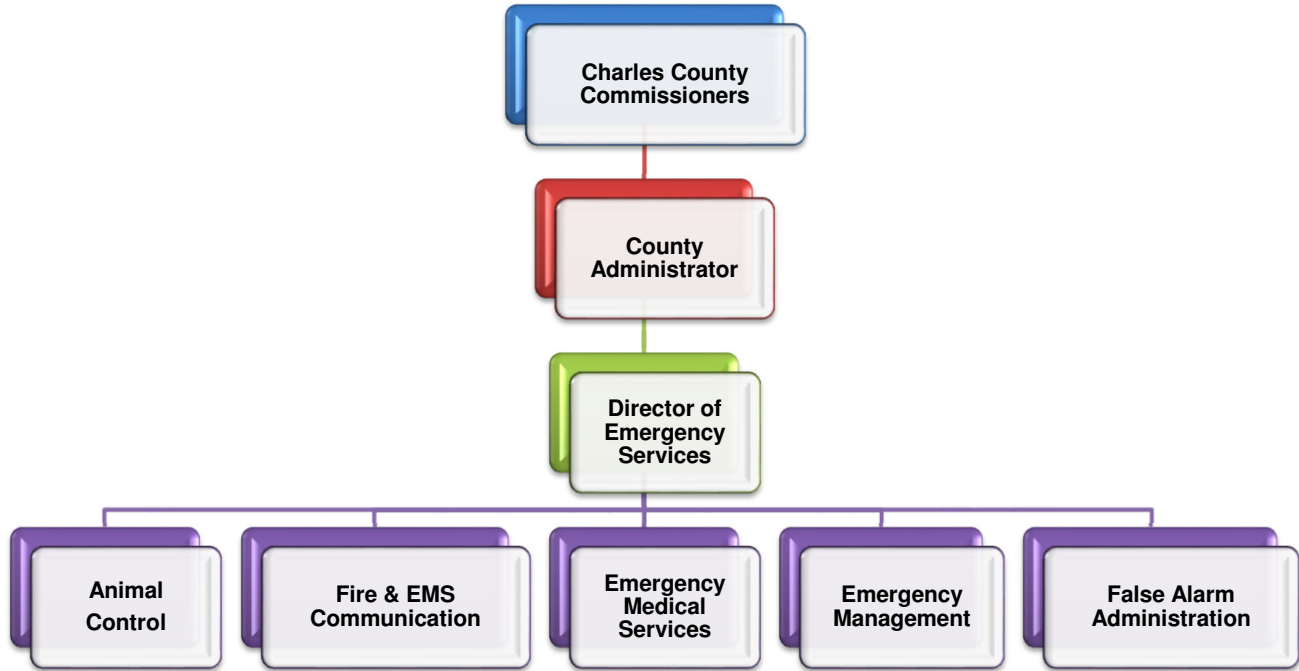 Charles County
Commissioners
County
Administrator
Director of
Emergency
Services
Animal
Control
Fire & EMS
Communication
Emergency
Medical
Services
Emergency
Management
False Alarm
Administration